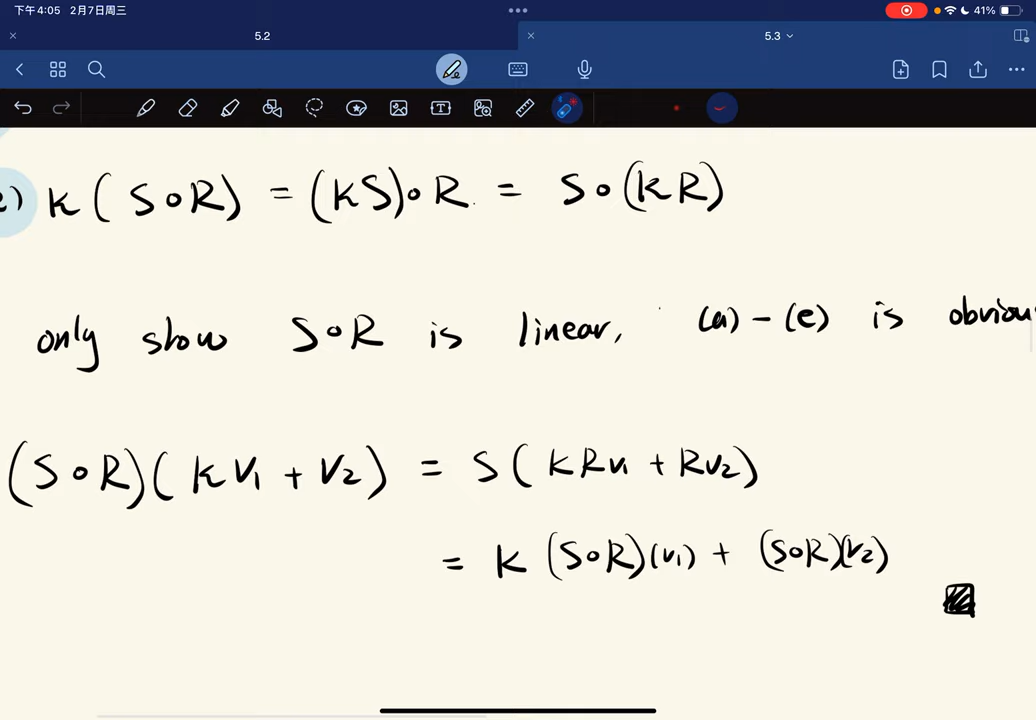 下午4:05 2月7日周三
41%
5.2
5.3
) k(S∘R) = (kS)∘R = S∘(kR)
only show S∘R is linear, (a) - (e) is obviou
(S∘R)(kv₁ + v₂) = S(kRv₁ + Rv₂)
= k(S∘R)(v₁) + (S∘R)(v₂)